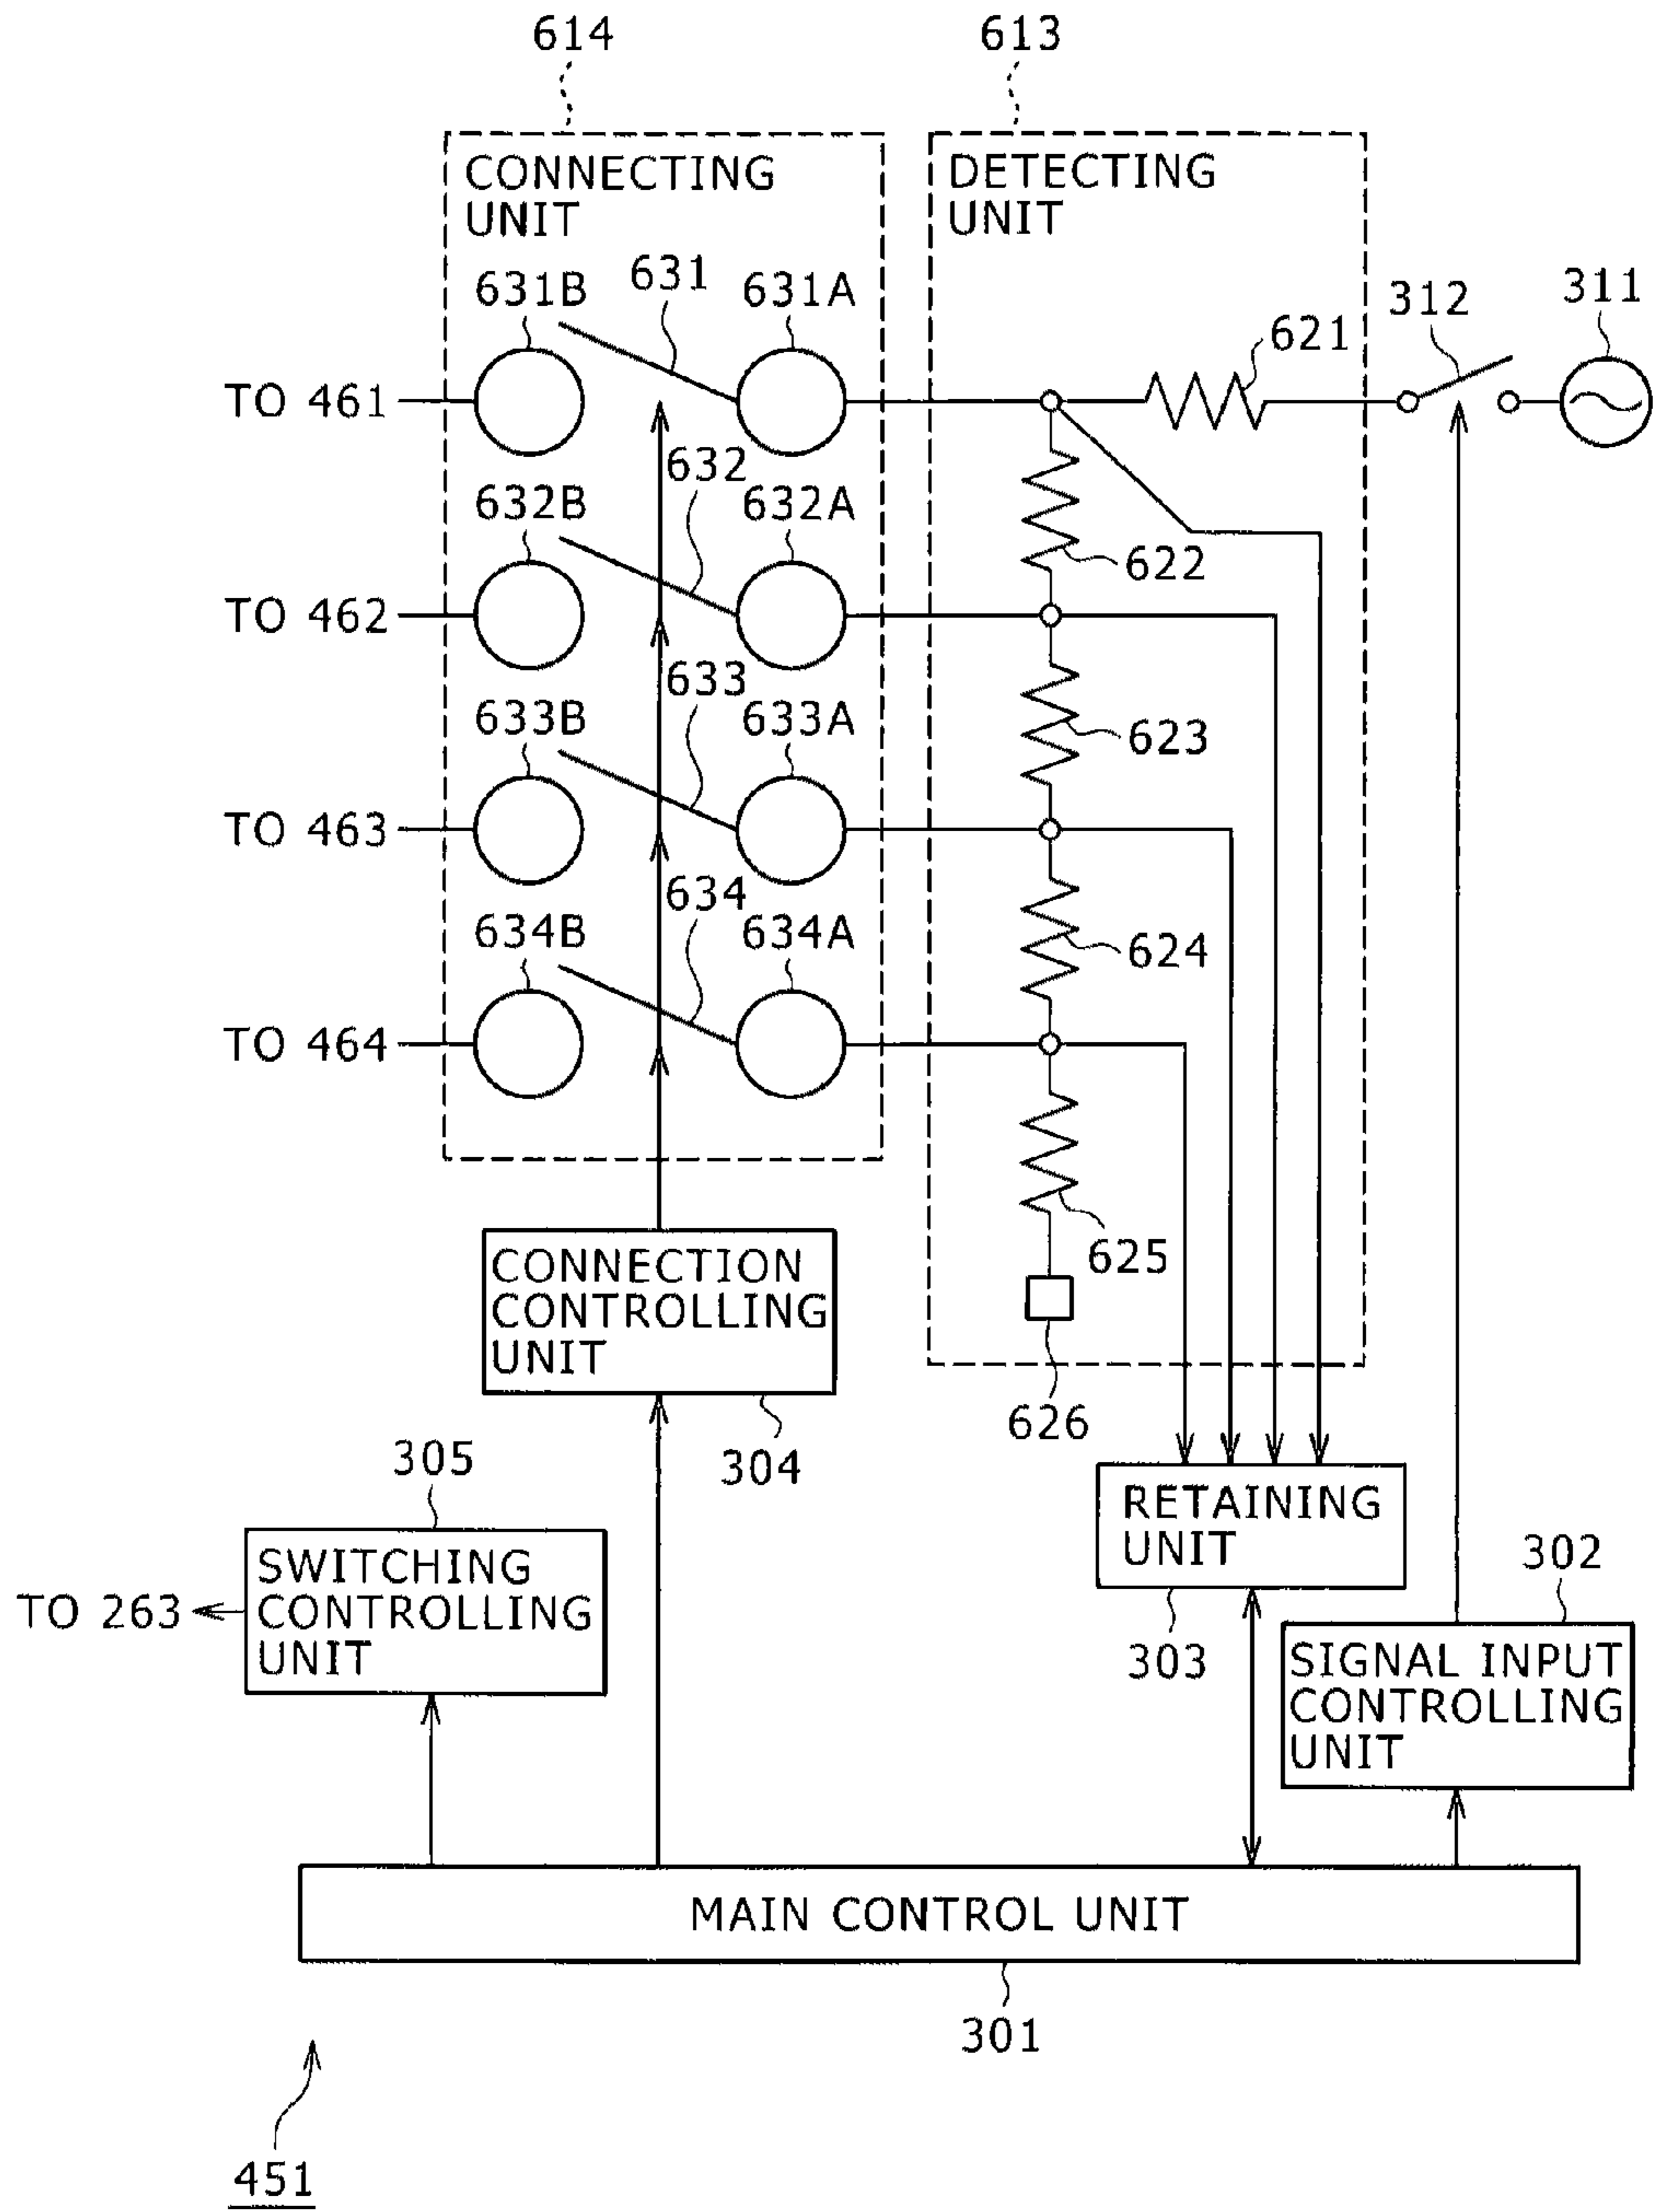 614
613
CONNECTING
UNIT
DETECTING
UNIT
631B
631
631A
621
312
311
TO 461
632
632B
632A
622
TO 462
633
633B
633A
623
TO 463
634
634B
634A
624
TO 464
625
CONNECTION
CONTROLLING
UNIT
626
304
305
RETAINING
UNIT
SWITCHING
CONTROLLING
UNIT
TO 263
302
303
SIGNAL INPUT
CONTROLLING
UNIT
MAIN CONTROL UNIT
301
451